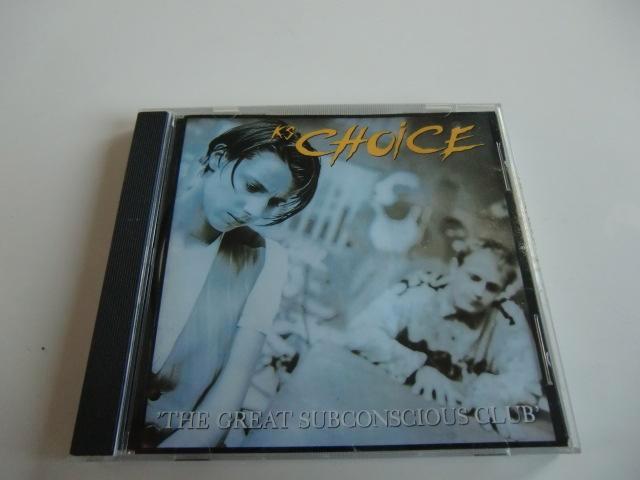 K's CHOICE
'THE GREAT SUBCONSCIOUS CLUB'